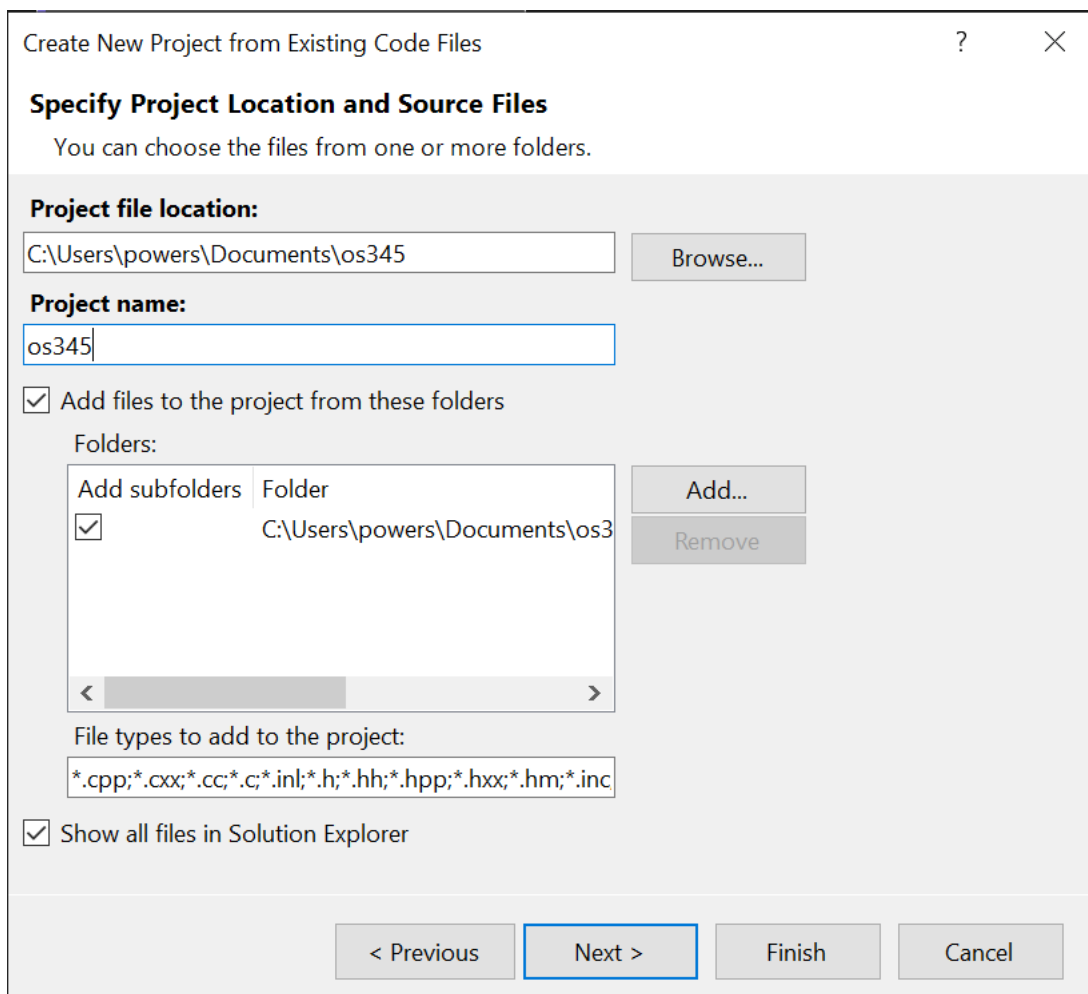 Create New Project from Existing Code Files
?
Specify Project Location and Source Files
You can choose the files from one or more folders.
Project file location:
C:\Users\powers\Documents\os345
Browse...
Project name:
os345
Add files to the project from these folders
Folders:
Add subfolders Folder
C:\Users\powers\Documents\os3
Add...
Remove
File types to add to the project:
*.cpp;*.cxx;*.cc;*.c;*.inl;*.h;*.hh;*.hpp;*.hxx;*.hm;*.inc
Show all files in Solution Explorer
< Previous Next > Finish Cancel